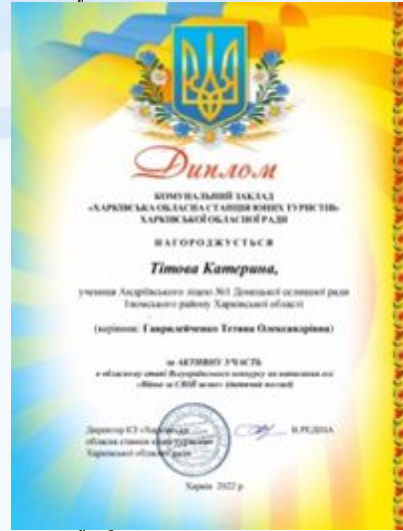 Диплом
КОМУНАЛЬНИЙ ЗАКЛАД
«ХАРКІВСЬКА ОБЛАСНА СТАНЦІЯ ЮНИХ ТУРИСТІВ»
ХАРКІВСЬКОЇ ОБЛАСНОЇ РАДИ
НАГОРОДЖУЄТЬСЯ
Тітова Катерина,
учениця Андріївського ліцею №1 Донецької селищної ради
Ізюмського району Харківської області
(керівник: Гаврилейченко Тетяна Олександрівна)
за АКТИВНУ УЧАСТЬ
в обласному етапі Всеукраїнського конкурсу на написання есе
«Війна за СВІЙ
Директор КЗ «Харківська
обласна станція юних туристів»
Харківської обласної ради
В.РЕДІНА
Харків 2022 р